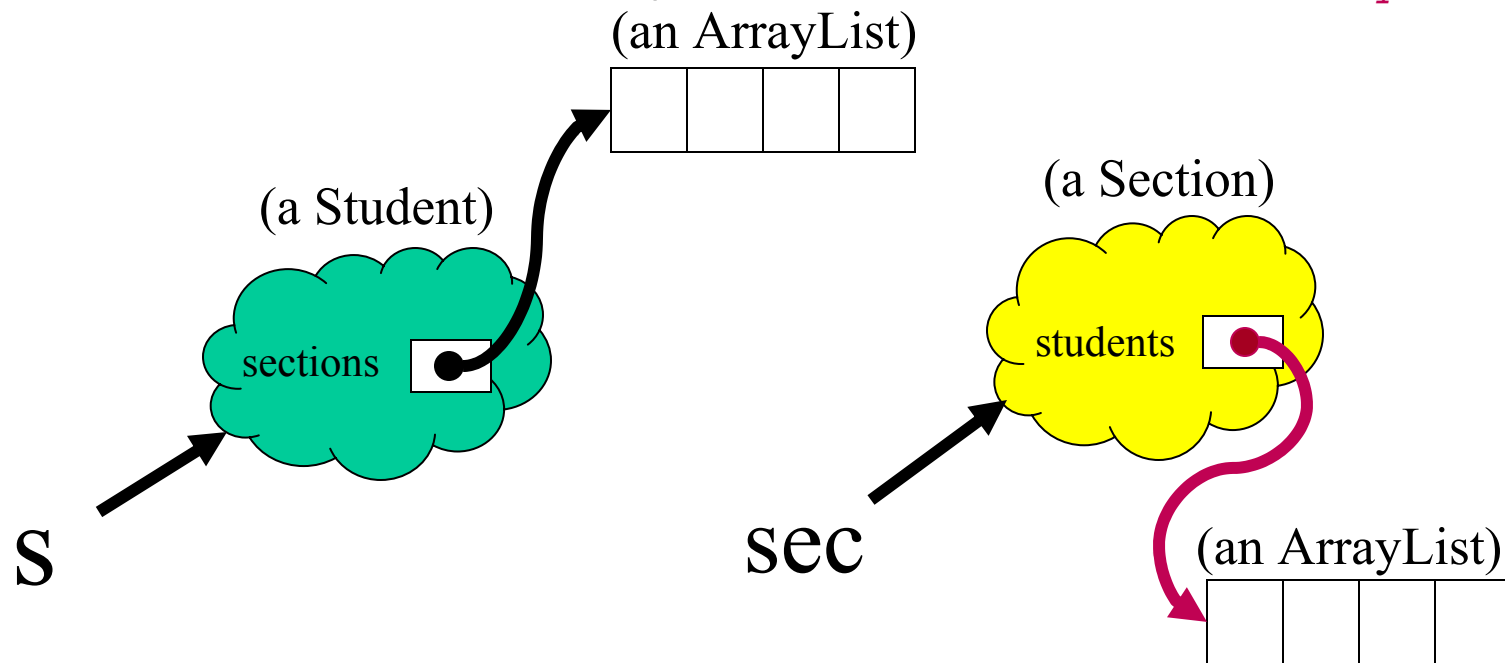 (an ArrayList)
(a Student)
(a Section)
sections
students
s
sec
(an ArrayList)